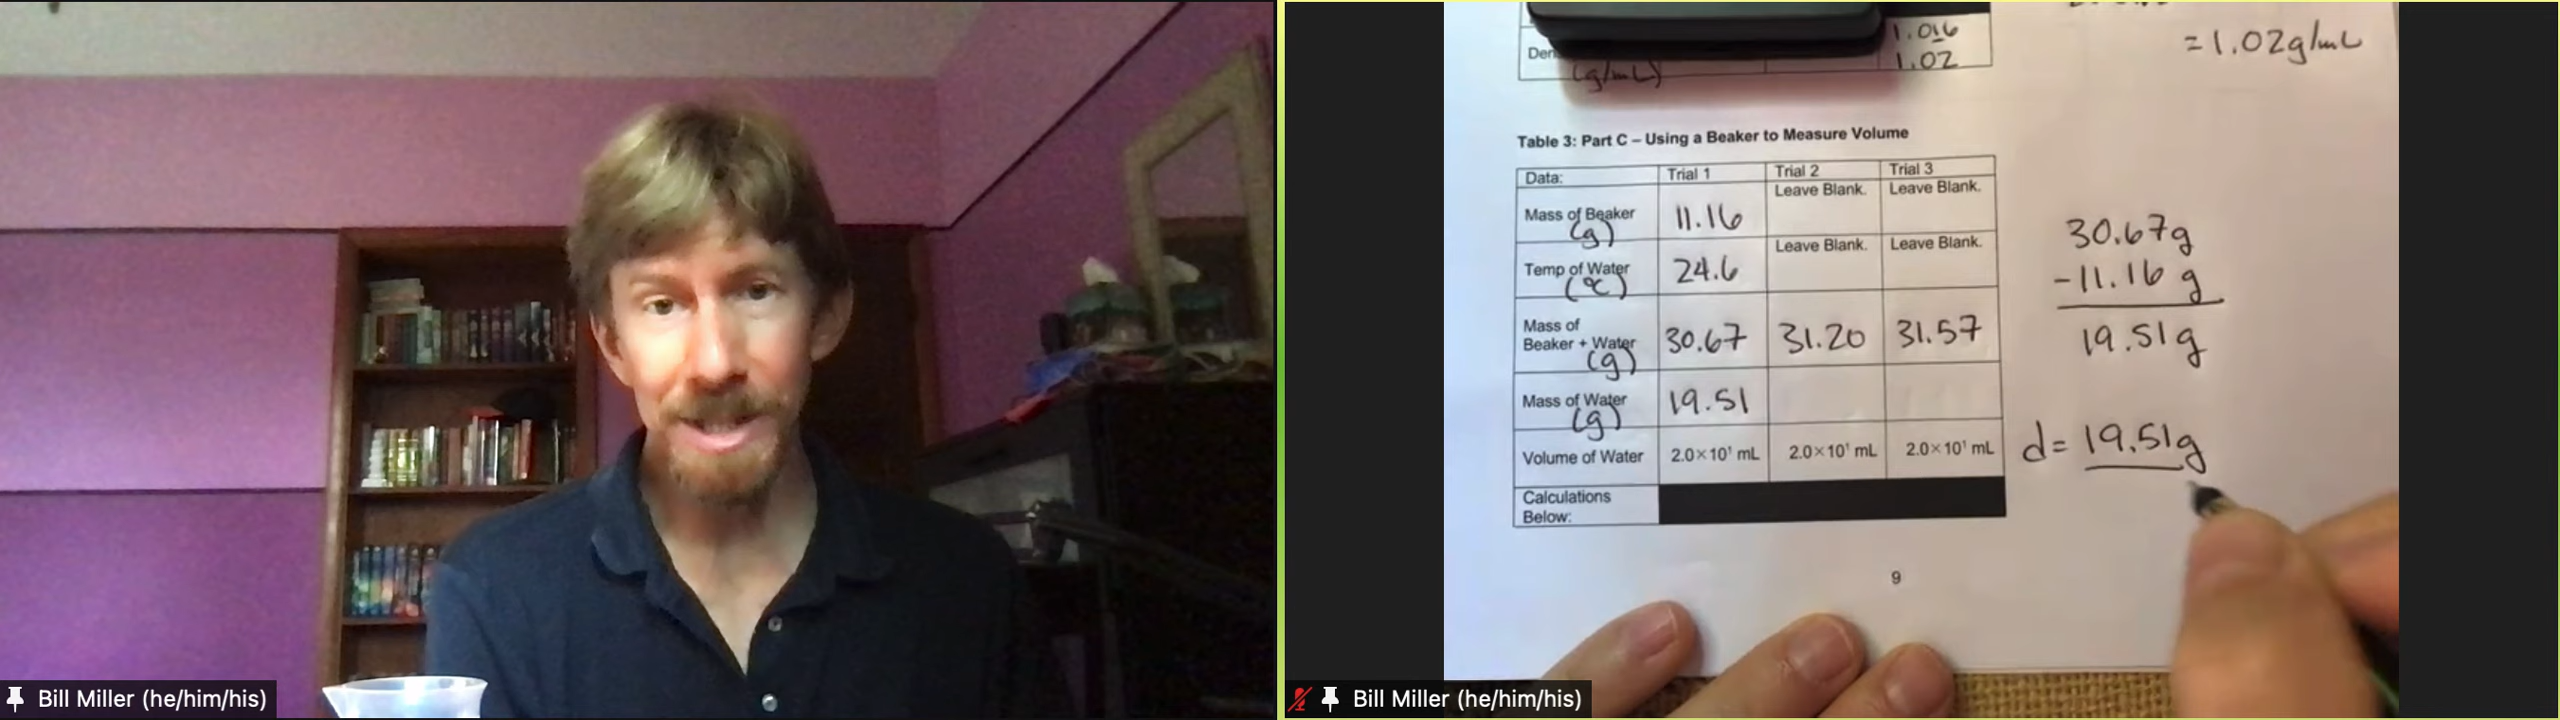 Bill Miller (he/him/his)
1.016
Den
1.02
(g/mL)
=1.02g/mL
Table 3: Part C – Using a Beaker to Measure Volume
Data: Trial 1 Trial 2 Trial 3
Leave Blank. Leave Blank.
Mass of Beaker 11.16
(g)
Leave Blank. Leave Blank.
Temp of Water 24.6
(°C)
Mass of
Beaker + Water 30.67 31.20 31.57
(g)
Mass of Water 19.51
(g)
Volume of Water 2.0×10¹ mL 2.0×10¹ mL 2.0×10¹ mL
Calculations
Below:
30.67g
-11.16 g
19.51g
d= 19.51g
9
Bill Miller (he/him/his)